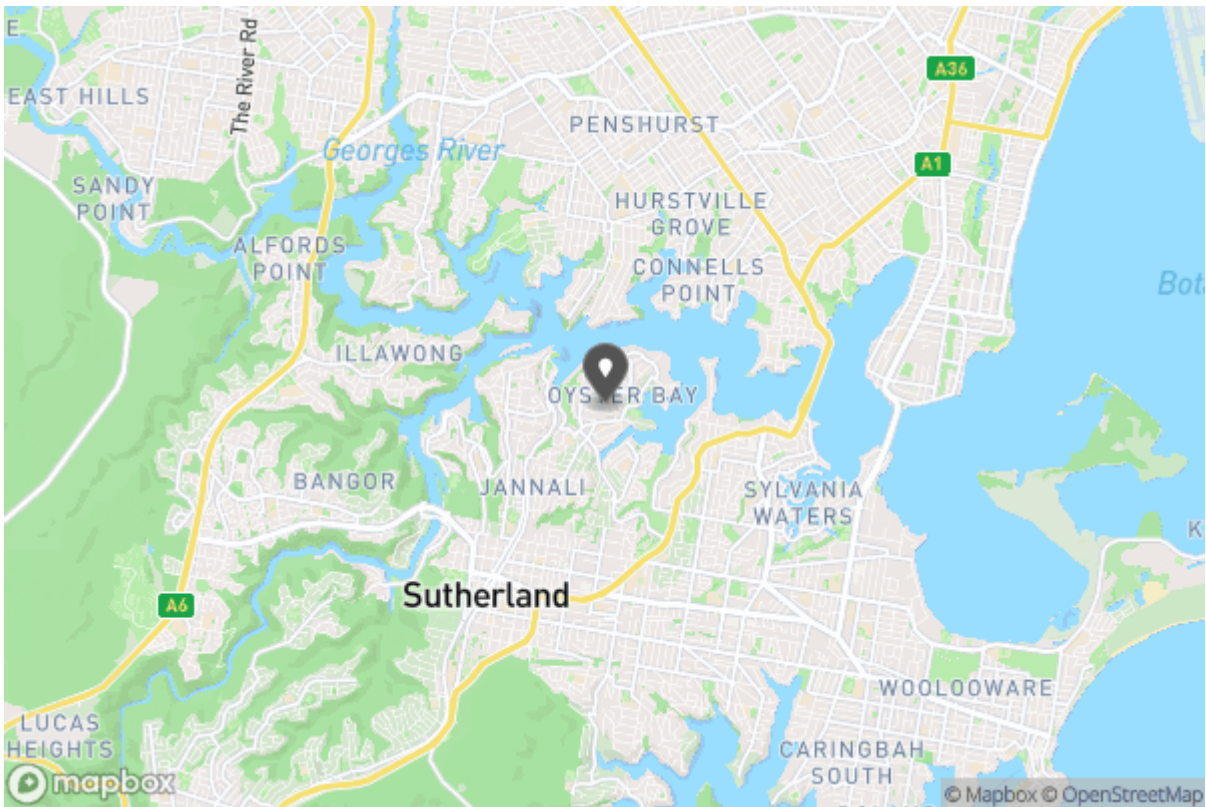 E
EAST HILLS
The River Rd
A36
PENSHURST
Georges River
A1
SANDY
POINT
HURSTVILLE
GROVE
ALFORDS
POINT
CONNELLS
POINT
Bota
ILLAWONG
OYSTER BAY
BANGOR
JANNALI
SYLVANIA
WATERS
K
Sutherland
A6
WOOLOOWARE
LUCAS
HEIGHTS
CARINGBAH
SOUTH
mapbox
© Mapbox © OpenStreetMap